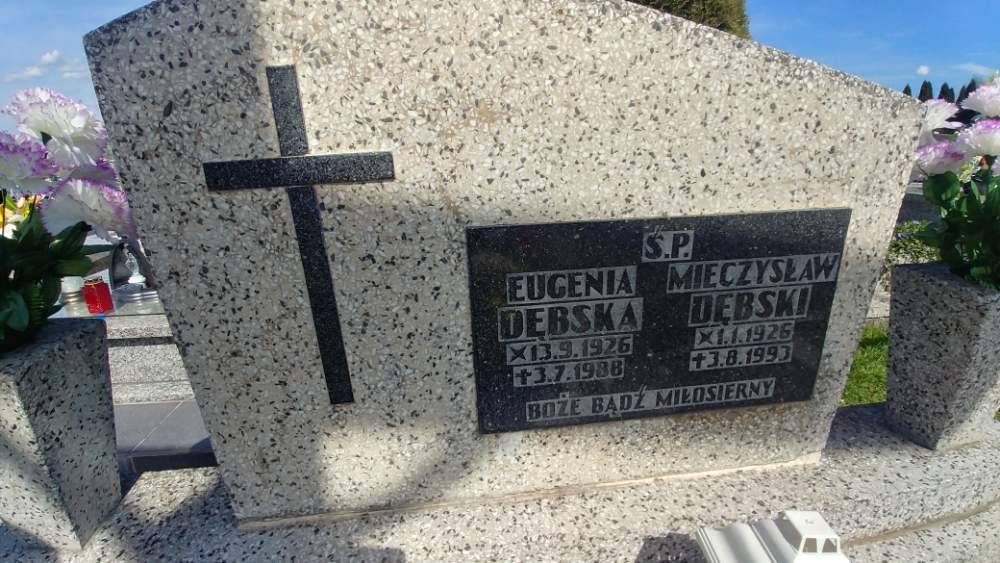 Ś.P.
EUGENIA
DĘBSKA
×13.9.1926
✝3.7.1988
MIECZYSŁAW
DĘBSKI
×1.1.1926
✝3.8.1993
BOŻE BĄDŹ MIŁOSIERNY